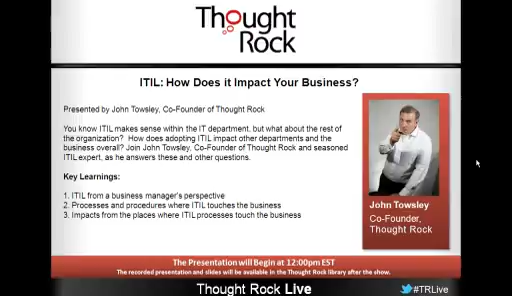 Thought
Rock
ITIL: How Does it Impact Your Business?
Presented by John Towsley, Co-Founder of Thought Rock
You know ITIL makes sense within the IT department, but what about the rest of
the organization? How does adopting ITIL impact other departments and the
business overall? Join John Towsley, Co-Founder of Thought Rock and seasoned
ITIL expert, as he answers these and other questions.
Key Learnings:
1. ITIL from a business manager's perspective
2. Processes and procedures where ITIL touches the business
3. Impacts from the places where ITIL processes touch the business
John Towsley
Co-Founder,
Thought Rock
The Presentation will Begin at 12:00pm EST
The recorded presentation and slides will be available in the Thought Rock library after the show.
Thought Rock Live
#TRLive